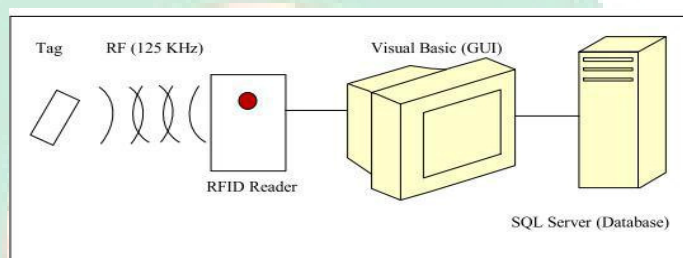 Tag
RF (125 KHz)
Visual Basic (GUI)
RFID Reader
SQL Server (Database)